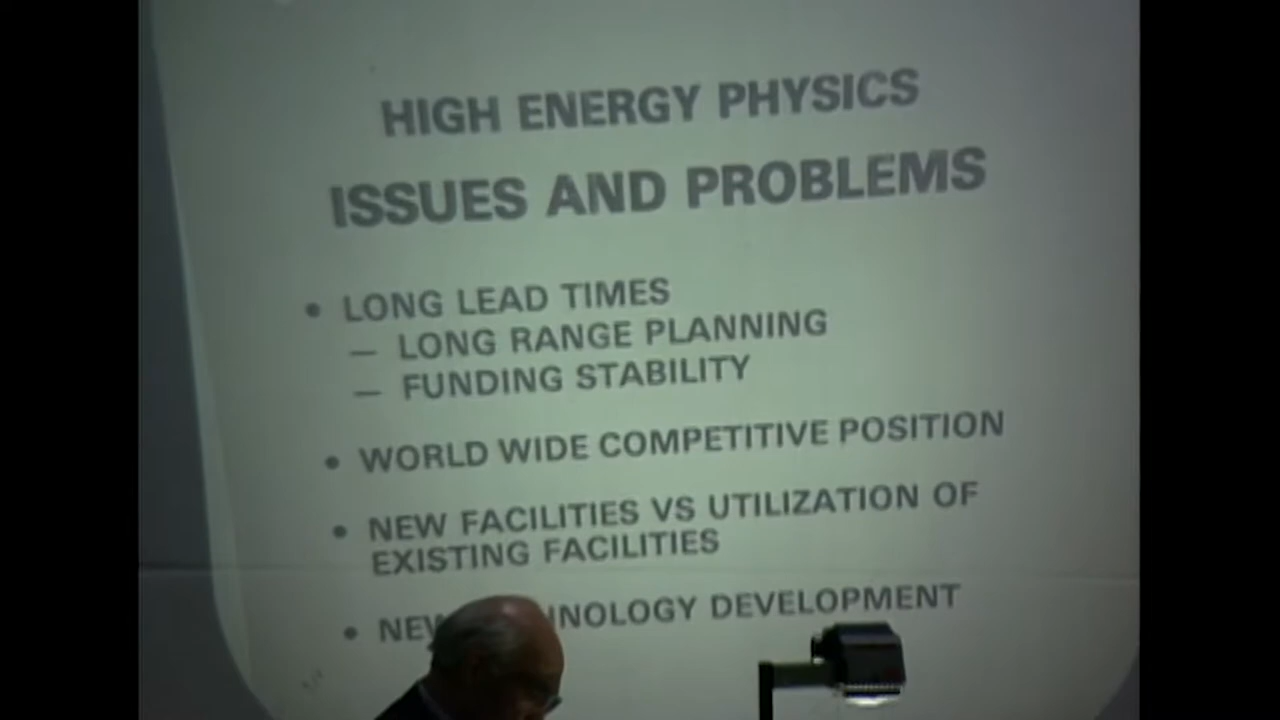 HIGH ENERGY PHYSICS
ISSUES AND PROBLEMS
• LONG LEAD TIMES
— LONG RANGE PLANNING
— FUNDING STABILITY
• WORLD WIDE COMPETITIVE POSITION
• NEW FACILITIES VS UTILIZATION OF
EXISTING FACILITIES
• NEW DEVELOPMENT